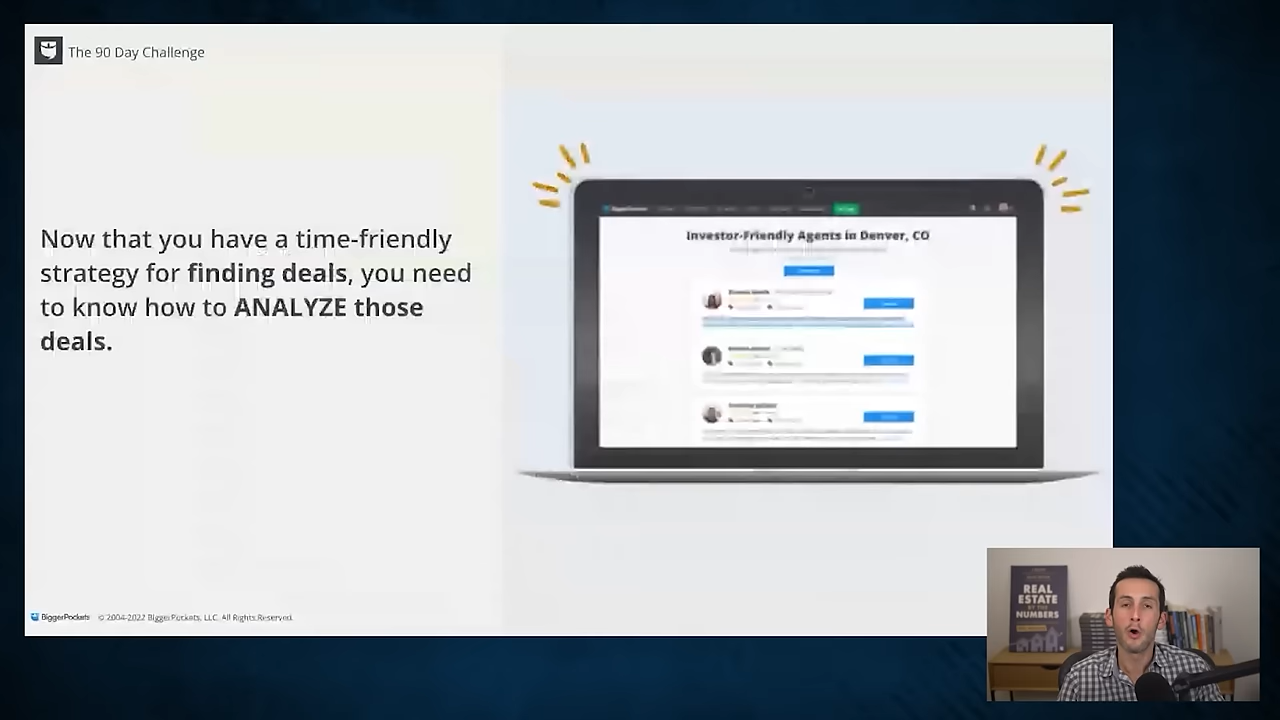 The 90 Day Challenge
Now that you have a time-friendly
strategy for finding deals, you need
to know how to ANALYZE those
deals.
Investor-Friendly Agents in Denver, CO
BiggerPockets © 2004-2022 BiggerPockets, LLC. All Rights Reserved.
REAL
ESTATE
BY THE
NUMBERS